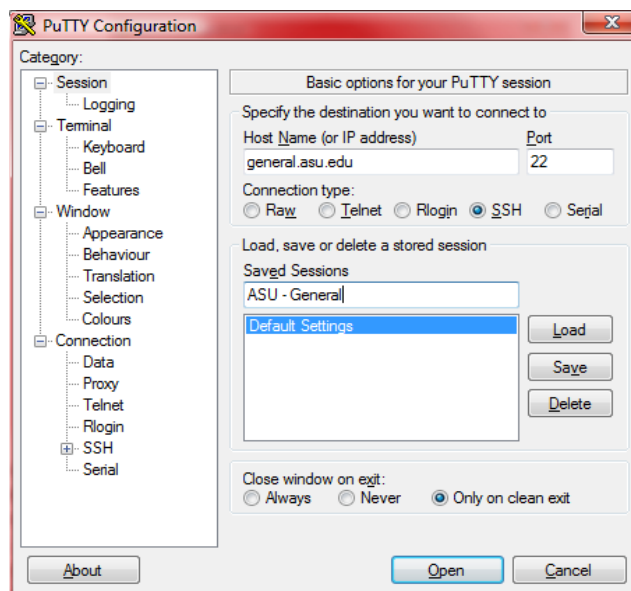 PuTTY Configuration
Category:
Session
Logging
Terminal
Keyboard
Bell
Features
Window
Appearance
Behaviour
Translation
Selection
Colours
Connection
Data
Proxy
Telnet
Rlogin
SSH
Serial
Basic options for your PuTTY session
Specify the destination you want to connect to
Host Name (or IP address) Port
general.asu.edu 22
Connection type:
Raw Telnet Rlogin SSH Serial
Load, save or delete a stored session
Saved Sessions
ASU - General
Default Settings
Load
Save
Delete
Close window on exit:
Always Never Only on clean exit
About Open Cancel